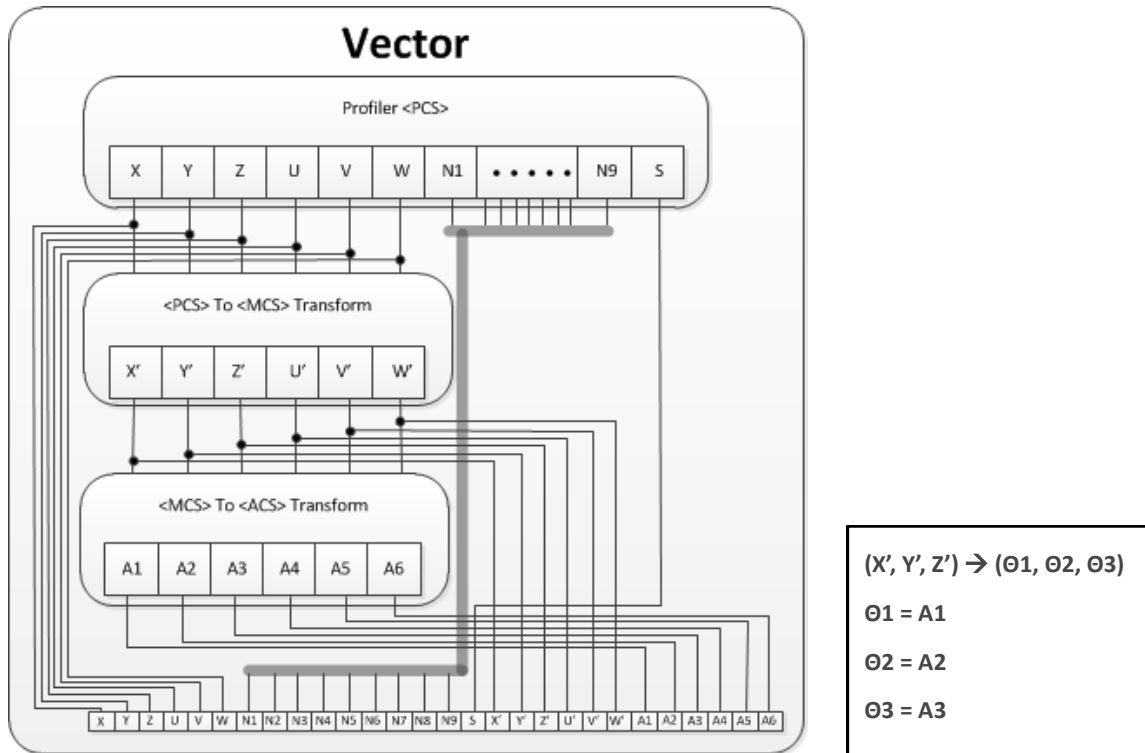 Vector
Profiler <PCS>
X Y Z U V W N1 • • • • • N9 S
<PCS> To <MCS> Transform
X' Y' Z' U' V' W'
<MCS> To <ACS> Transform
A1 A2 A3 A4 A5 A6
X Y Z U V W N1 N2 N3 N4 N5 N6 N7 N8 N9 S X' Y' Z' U' V' W' A1 A2 A3 A4 A5 A6
(X', Y', Z') → (Θ1, Θ2, Θ3)
Θ1 = A1
Θ2 = A2
Θ3 = A3